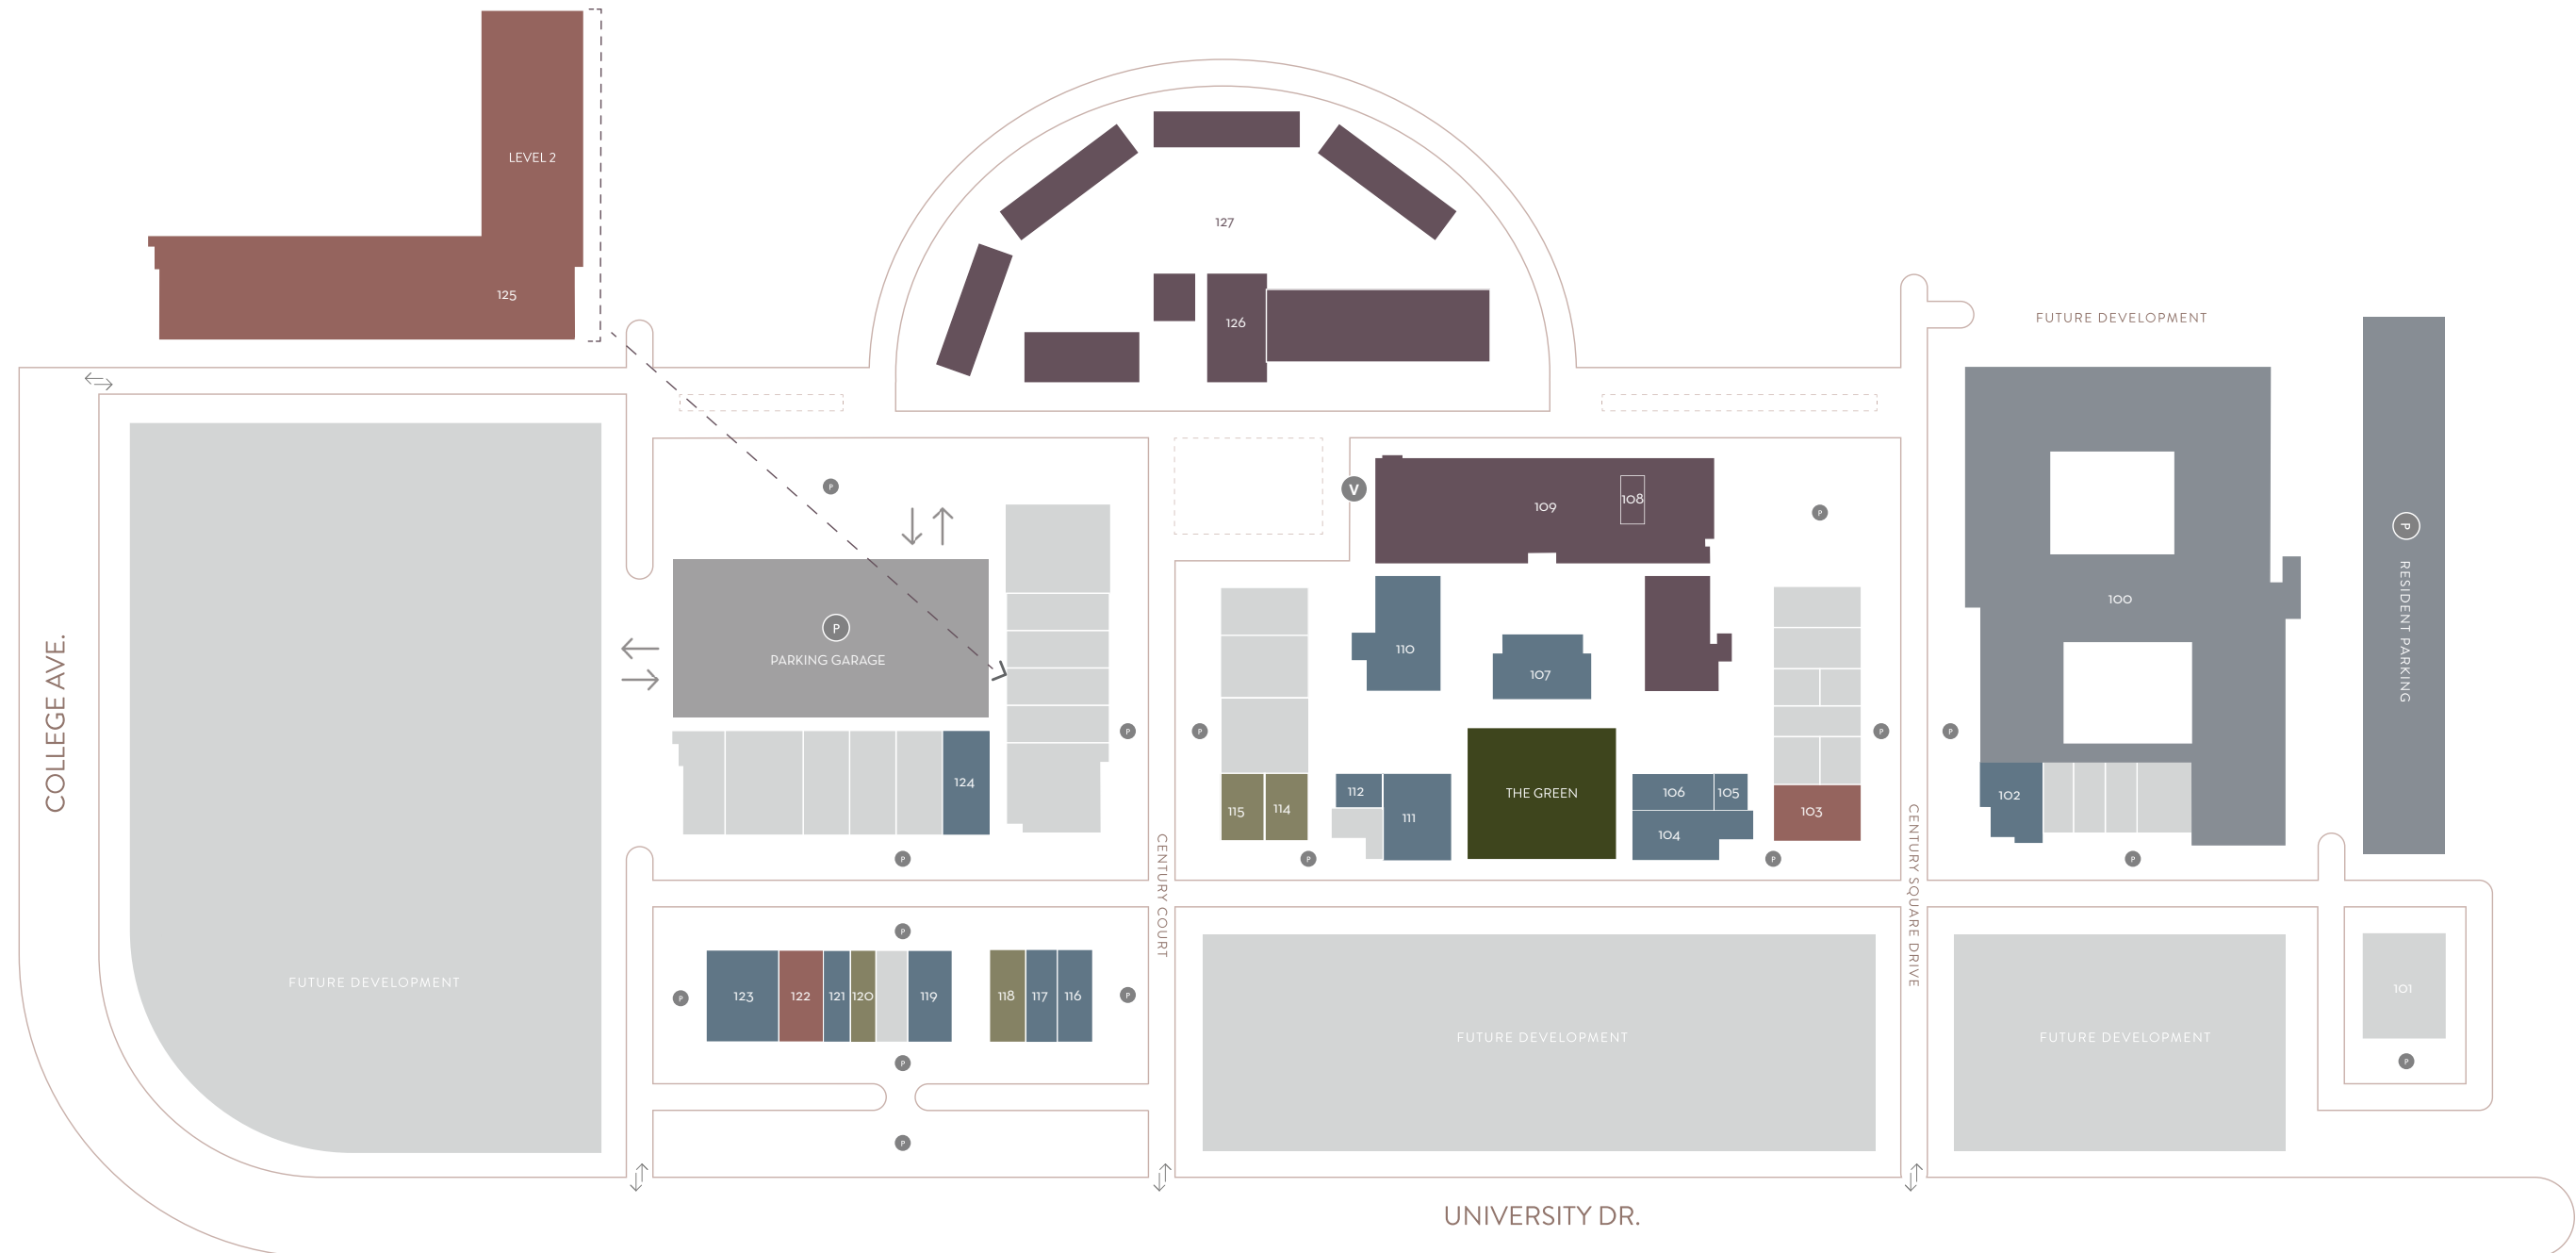 LEVEL 2
125
127
126
FUTURE DEVELOPMENT
P
P
PARKING GARAGE
V
109
108
P
110
107
100
P
RESIDENT PARKING
COLLEGE AVE.
124
P
P
115
114
112
111
THE GREEN
106
105
104
103
P
P
102
P
P
P
P
P
CENTURY COURT
CENTURY SQUARE DRIVE
FUTURE DEVELOPMENT
P
P
123
122
121
120
119
118
117
116
P
P
P
FUTURE DEVELOPMENT
FUTURE DEVELOPMENT
101
P
UNIVERSITY DR.